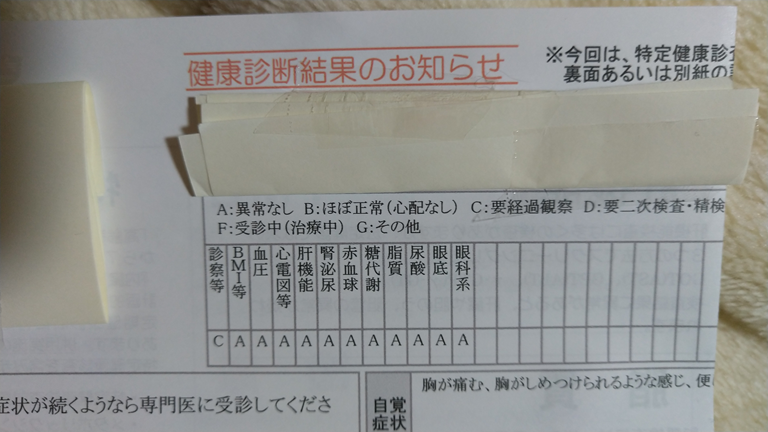 健康診断結果のお知らせ
※今回は、特定健康診査
裏面あるいは別紙の
A:異常なし B:ほぼ正常(心配なし) C:要経過観察 D:要二次検査・精検
F:受診中(治療中) G:その他
診察等 BMI等 血圧 心電図等 肝機能 腎泌尿 赤血球 糖代謝 脂質 尿酸 眼底 眼科系
C A A A A A A A A A A A
症状が続くようなら専門医に受診してくださ
自覚症状
胸が痛む、胸がしめつけられるような感じ、便